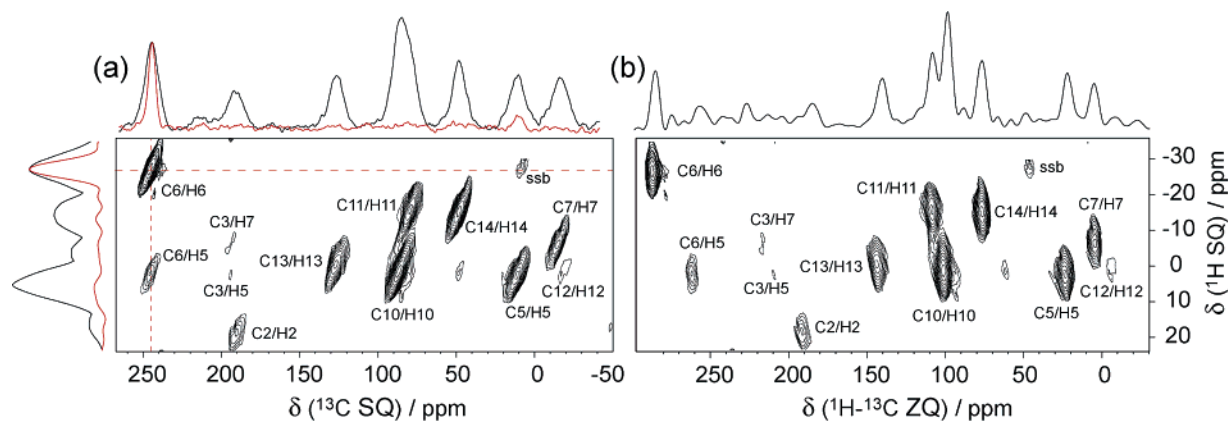 (a)
C6/H6
ssb
C11/H11
C3/H7
C7/H7
C6/H5
C14/H14
C13/H13
C3/H5
C12/H12
C10/H10
C5/H5
C2/H2
250 200 150 100 50 0 -50
δ (¹³C SQ) / ppm
(b)
C6/H6
ssb
C11/H11
C3/H7
C7/H7
C6/H5
C14/H14
C13/H13
C3/H5
C12/H12
C10/H10
C5/H5
C2/H2
250 200 150 100 50 0
δ (¹H-¹³C ZQ) / ppm
-30
-20
-10
0
10
20
δ (¹H SQ) / ppm